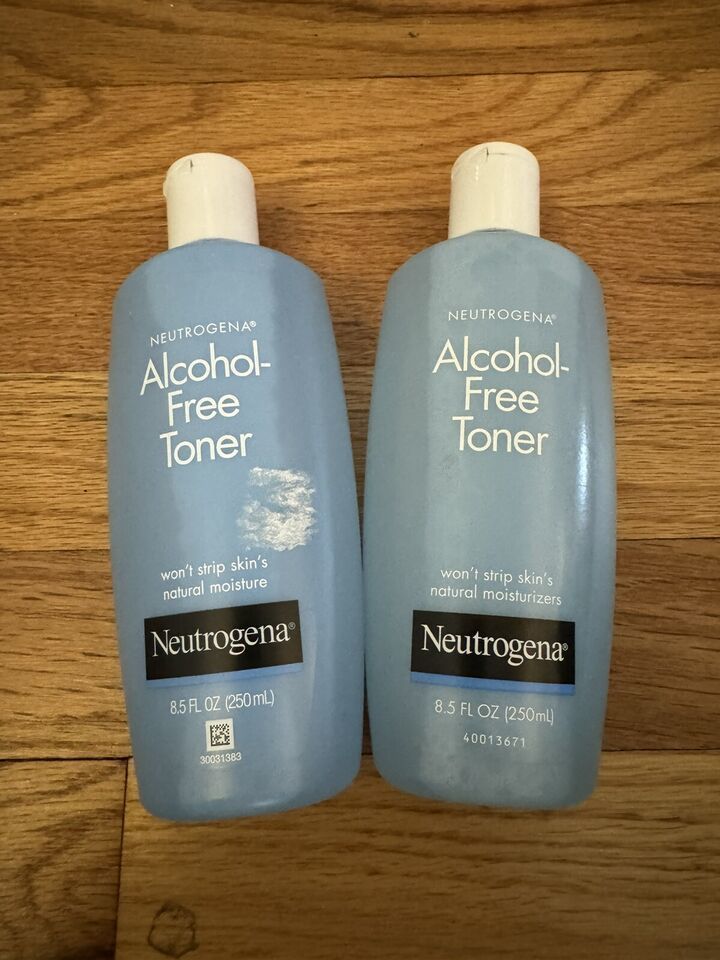 NEUTROGENA®
Alcohol-
Free
Toner
won't strip skin's
natural moisture
Neutrogena®
8.5 FL OZ (250 mL)
30031383
NEUTROGENA®
Alcohol-
Free
Toner
won't strip skin's
natural moisturizers
Neutrogena®
8.5 FL OZ (250mL)
40013671